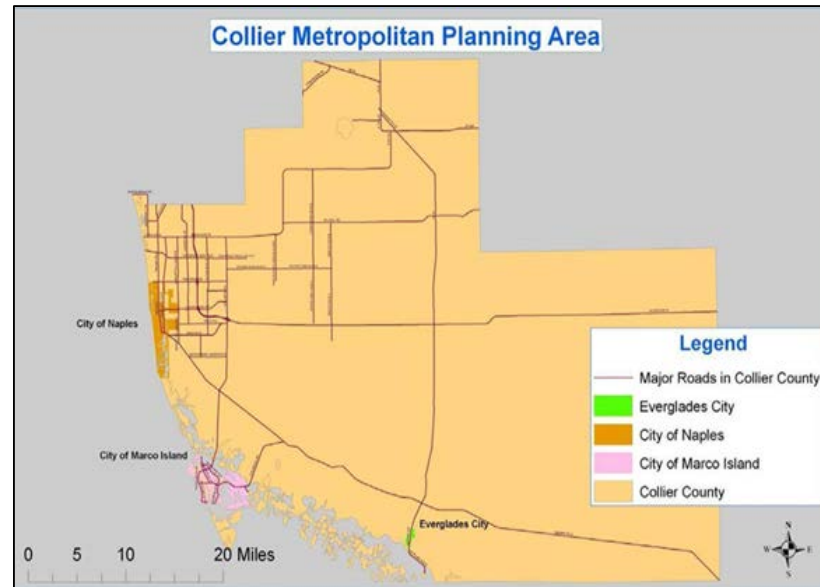 Collier Metropolitan Planning Area
City of Naples
City of Marco Island
Everglades City
Legend
Major Roads in Collier County
Everglades City
City of Naples
City of Marco Island
Collier County
0 5 10 20 Miles
N
W E
S